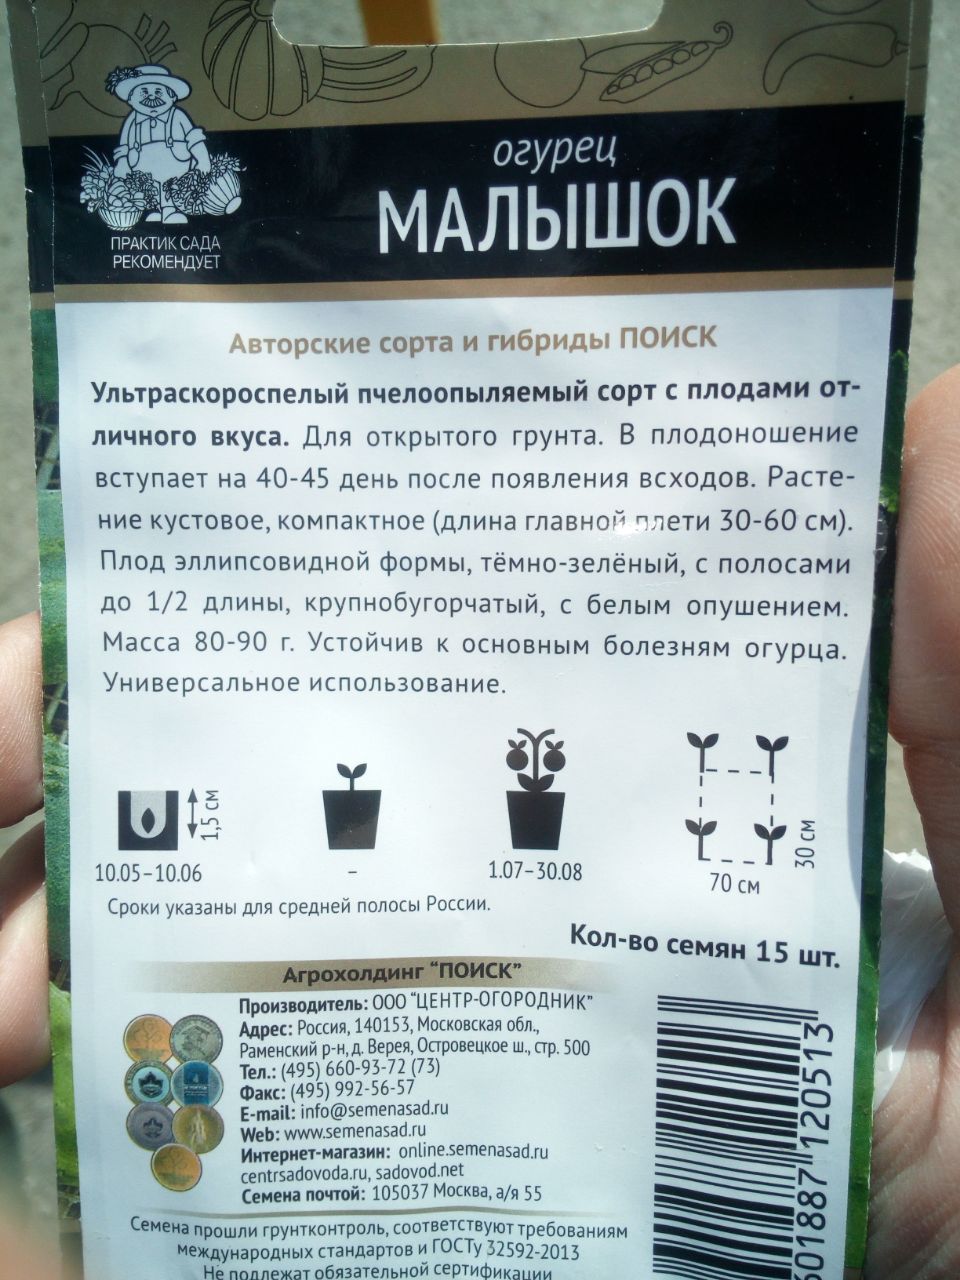 огурец
МАЛЫШОК
ПРАКТИК САДА
РЕКОМЕНДУЕТ
Авторские сорта и гибриды ПОИСК
Ультраскороспелый пчелоопыляемый сорт с плодами от-
личного вкуса. Для открытого грунта. В плодоношение
вступает на 40-45 день после появления всходов. Расте-
ние кустовое, компактное (длина главной плети 30-60 см).
Плод эллипсовидной формы, тёмно-зелёный, с полосами
до 1/2 длины, крупнобугорчатый, с белым опушением.
Масса 80-90 г. Устойчив к основным болезням огурца.
Универсальное использование.
1,5 см
10.05–10.06
–
1.07–30.08
70 см
30 см
Сроки указаны для средней полосы России.
Кол-во семян 15 шт.
Агрохолдинг "ПОИСК"
Производитель: ООО "ЦЕНТР-ОГОРОДНИК"
Адрес: Россия, 140153, Московская обл.,
Раменский р-н, д. Верея, Островецкое ш., стр. 500
Тел.: (495) 660-93-72 (73)
Факс: (495) 992-56-57
E-mail: info@semenasad.ru
Web: www.semenasad.ru
Интернет-магазин: online.semenasad.ru
centrsadovoda.ru, sadovod.net
Семена почтой: 105037 Москва, а/я 55
Семена прошли грунтконтроль, соответствуют требованиям
международных стандартов и ГОСТу 32592-2013
Не подлежат обязательной сертификации
601887 120513